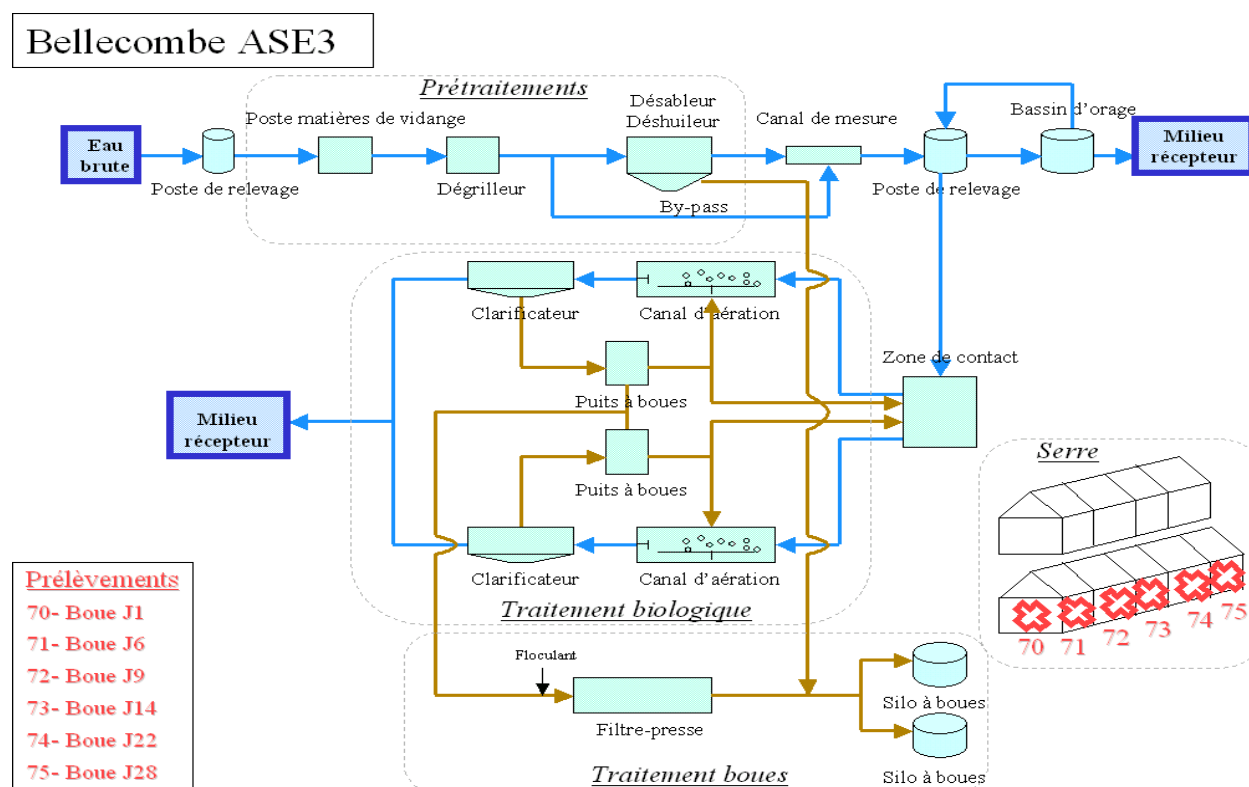 Bellecombe ASE3
Prétraitements
Poste matières de vidange
Désableur
Déshuileur
Canal de mesure
Bassin d'orage
Eau
brute
Milieu
récepteur
Poste de relevage
Dégrilleur
By-pass
Poste de relevage
Clarificateur
Canal d'aération
Zone de contact
Puits à boues
Milieu
récepteur
Puits à boues
Serre
Clarificateur
Canal d'aération
Traitement biologique
Prélèvements
70- Boue J1
71- Boue J6
72- Boue J9
73- Boue J14
74- Boue J22
75- Boue J28
70 71 72 73 74 75
Floculant
Filtre-presse
Silo à boues
Silo à boues
Traitement boues